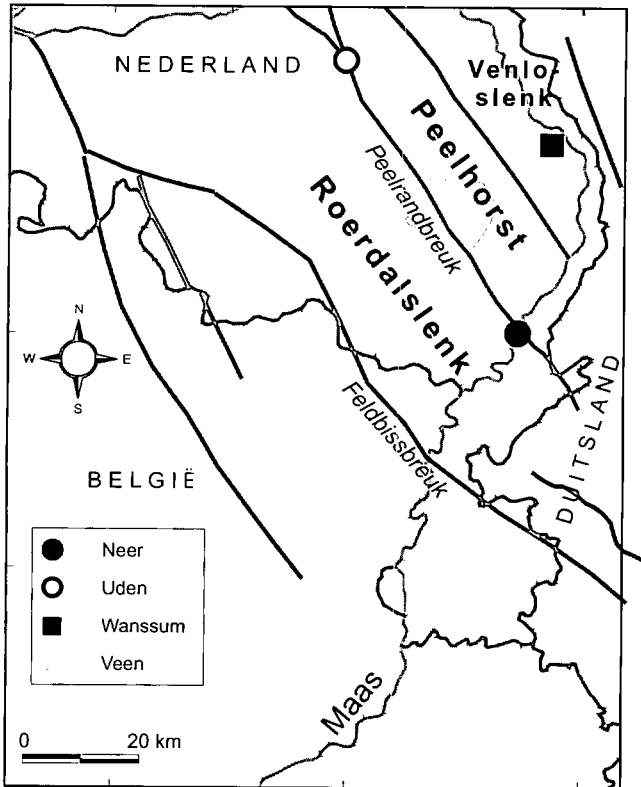 NEDERLAND
Venlo-
slenk
Peelhorst
Peelrandbreuk
Roerdalslenk
N
W
E
S
Feldbissbreuk
DUITSLAND
BELGIË
Neer
Uden
Wanssum
Veen
Maas
0
20 km